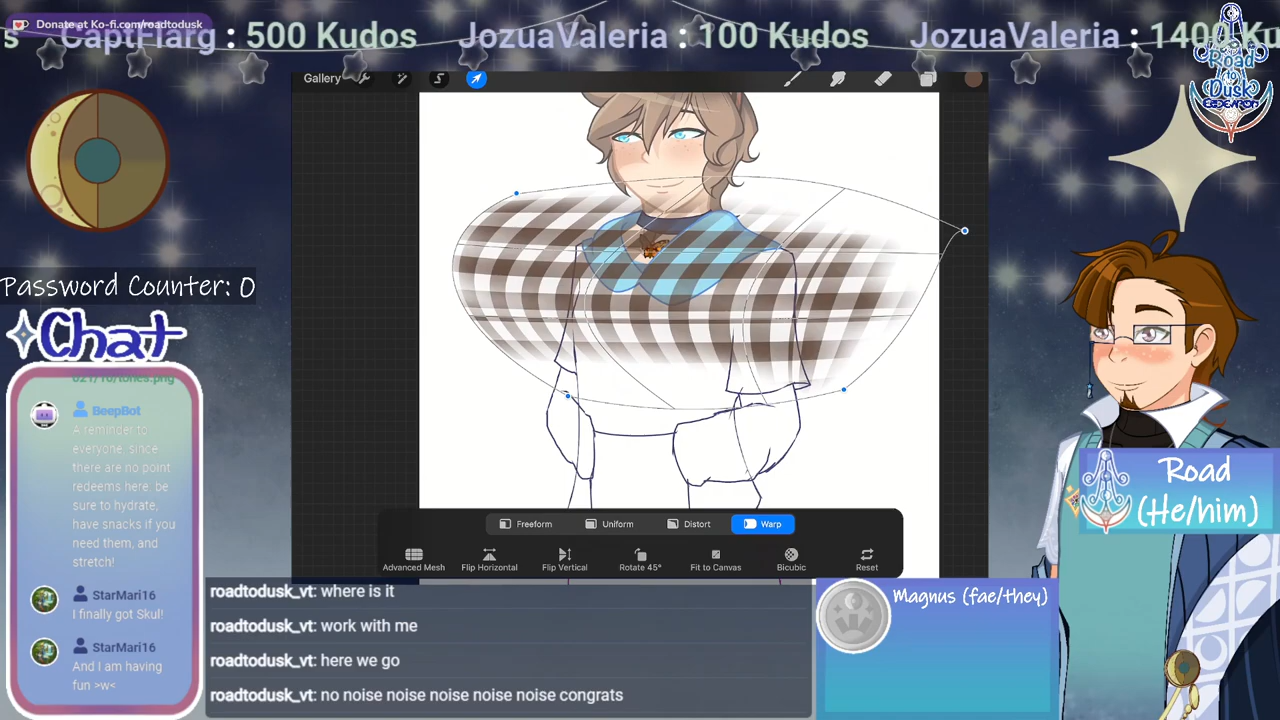 Donate at Ko-fi.com/roadtodusk
s CaptFlarg : 500 Kudos JozuaValeria : 100 Kudos JozuaValeria : 1400 Ku
Road
to
Dusk
Gallery
Password Counter: 0
Chat
021/10/tones.png
BeepBot
A reminder to
everyone, since
there are no point
redeems here: be
sure to hydrate,
have snacks if you
need them, and
stretch!
StarMari16
I finally got Skul!
StarMari16
And I am having
fun >w<
Freeform Uniform Distort Warp
Advanced Mesh Flip Horizontal Flip Vertical Rotate 45° Fit to Canvas Bicubic Reset
roadtodusk_vt: where is it
roadtodusk_vt: work with me
roadtodusk_vt: here we go
roadtodusk_vt: no noise noise noise noise noise congrats
Road
(He/him)
Magnus (fae/they)